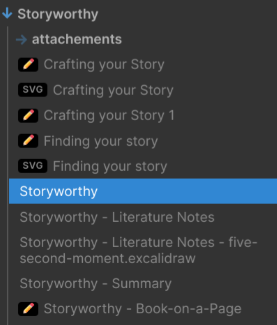 Storyworthy
attachements
Crafting your Story
SVG Crafting your Story
Crafting your Story 1
Finding your story
SVG Finding your story
Storyworthy
Storyworthy - Literature Notes
Storyworthy - Literature Notes - five-
second-moment.excalidraw
Storyworthy - Summary
Storyworthy - Book-on-a-Page